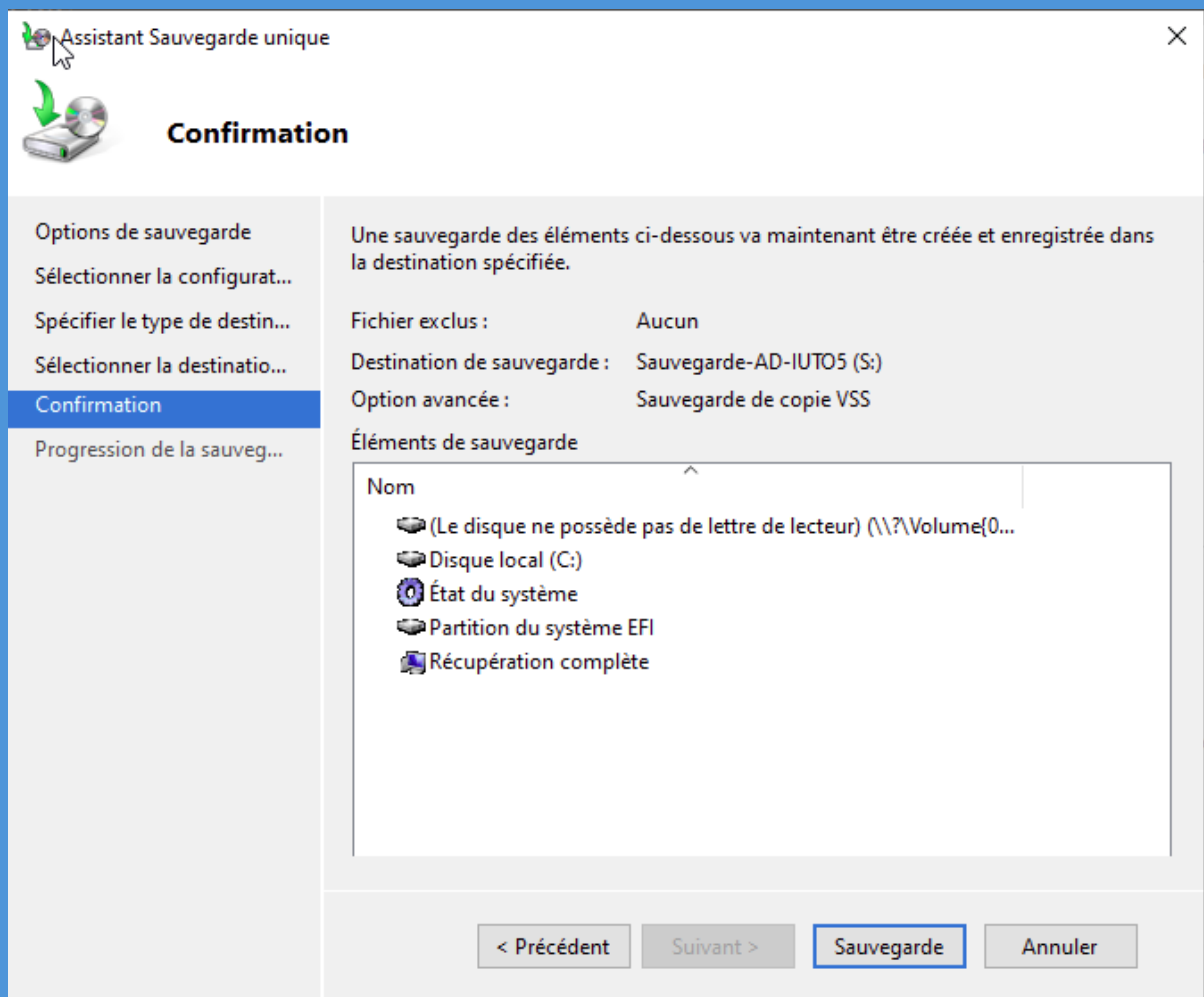 Assistant Sauvegarde unique
Confirmation
Options de sauvegarde
Sélectionner la configurat...
Spécifier le type de destin...
Sélectionner la destinatio...
Confirmation
Progression de la sauveg...
Une sauvegarde des éléments ci-dessous va maintenant être créée et enregistrée dans
la destination spécifiée.
Fichier exclus : Aucun
Destination de sauvegarde : Sauvegarde-AD-IUTO5 (S:)
Option avancée : Sauvegarde de copie VSS
Éléments de sauvegarde
Nom
(Le disque ne possède pas de lettre de lecteur) (\\?\Volume{0...
Disque local (C:)
État du système
Partition du système EFI
Récupération complète
< Précédent
Suivant >
Sauvegarde
Annuler